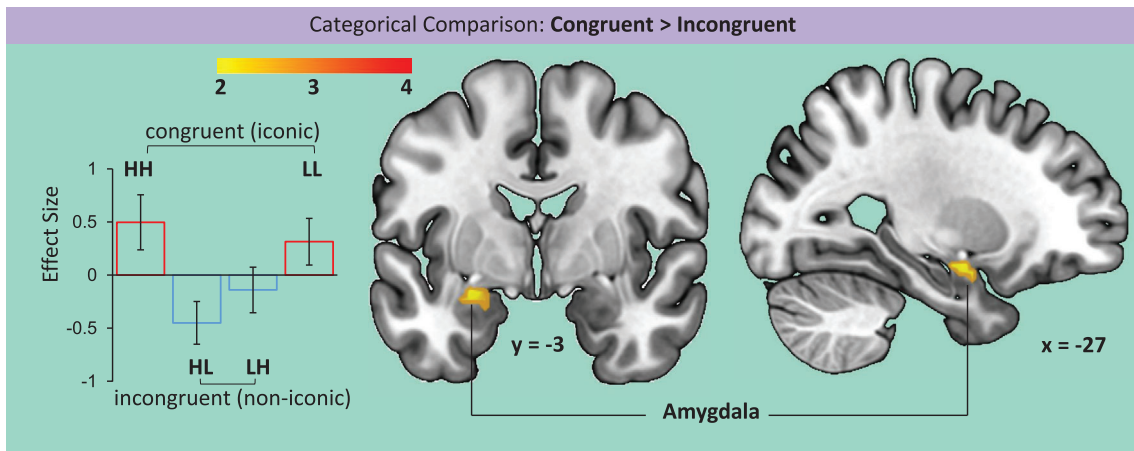 Categorical Comparison: Congruent > Incongruent
2 3 4
congruent (iconic)
HH LL
1
0.5
0
-0.5
-1
Effect Size
HL LH
incongruent (non-iconic)
y = -3
x = -27
Amygdala